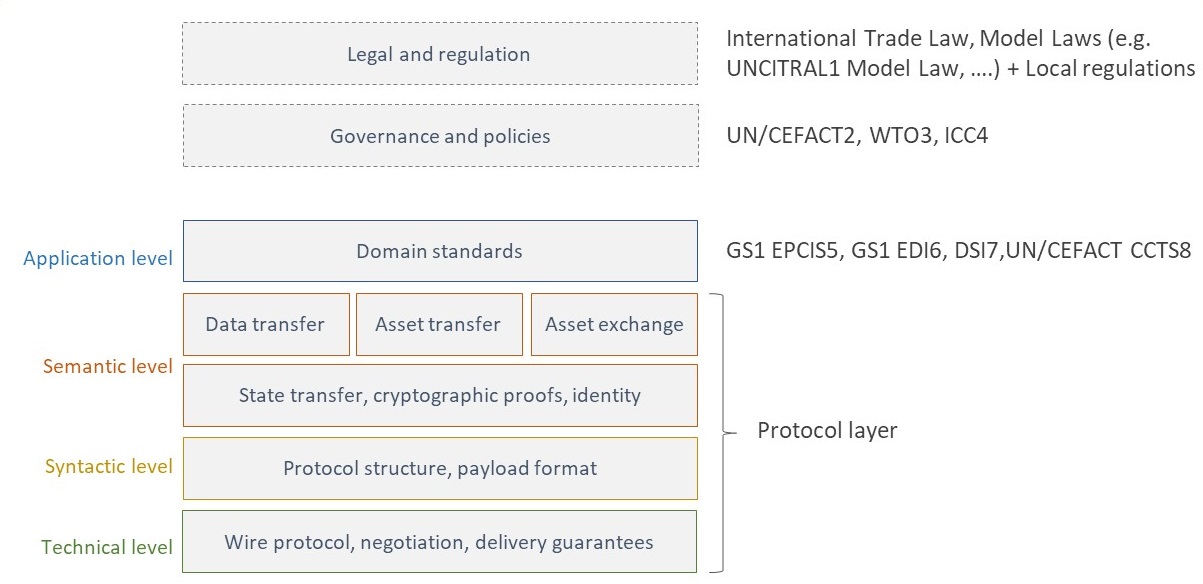 Legal and regulation
International Trade Law, Model Laws (e.g.
UNCITRAL1 Model Law, ....) + Local regulations
Governance and policies
UN/CEFACT2, WTO3, ICC4
Application level
Domain standards
GS1 EPCIS5, GS1 EDI6, DSI7,UN/CEFACT CCTS8
Data transfer
Asset transfer
Asset exchange
Semantic level
State transfer, cryptographic proofs, identity
Protocol layer
Syntactic level
Protocol structure, payload format
Technical level
Wire protocol, negotiation, delivery guarantees